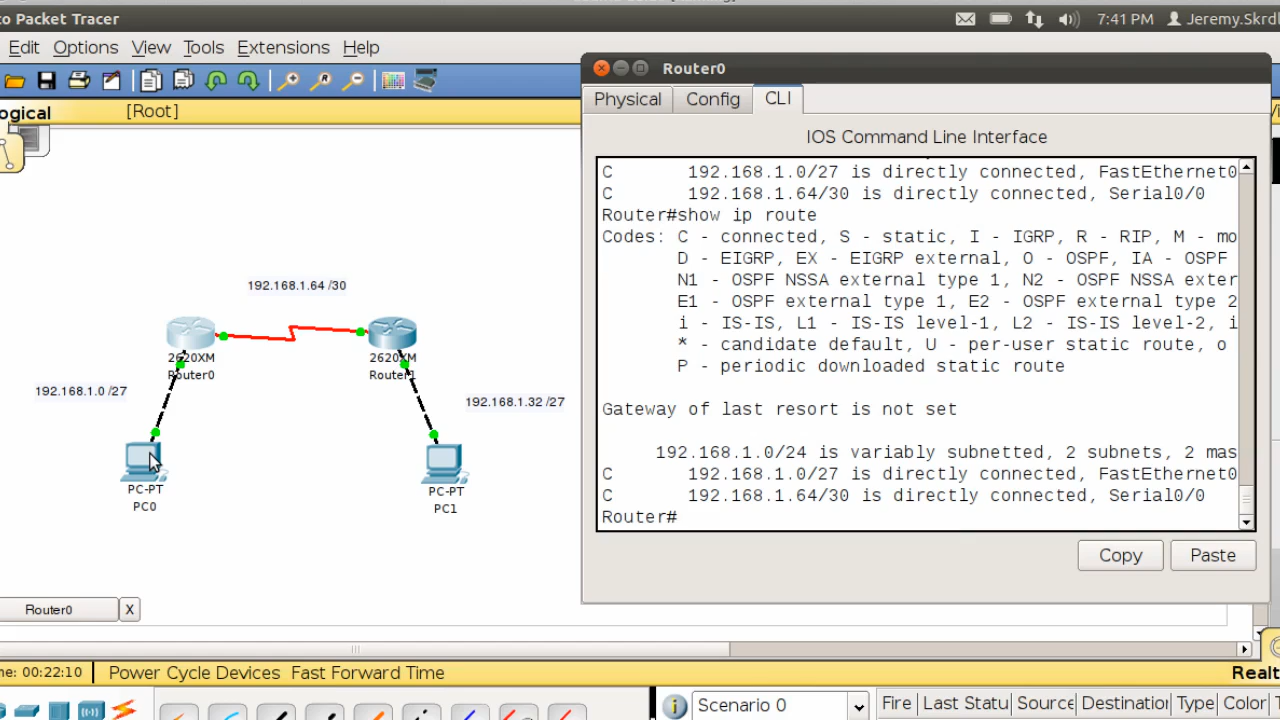 to Packet Tracer
7:41 PM
Jeremy.Skrdl
Edit Options View Tools Extensions Help
ogical
[Root]
Router0
Physical Config CLI
IOS Command Line Interface
C 192.168.1.0/27 is directly connected, FastEthernet0
C 192.168.1.64/30 is directly connected, Serial0/0
Router#show ip route
Codes: C - connected, S - static, I - IGRP, R - RIP, M - mo
D - EIGRP, EX - EIGRP external, O - OSPF, IA - OSPF
N1 - OSPF NSSA external type 1, N2 - OSPF NSSA exter
E1 - OSPF external type 1, E2 - OSPF external type 2
i - IS-IS, L1 - IS-IS level-1, L2 - IS-IS level-2, i
* - candidate default, U - per-user static route, o
P - periodic downloaded static route
Gateway of last resort is not set
192.168.1.0/24 is variably subnetted, 2 subnets, 2 mas
C 192.168.1.0/27 is directly connected, FastEthernet0
C 192.168.1.64/30 is directly connected, Serial0/0
Router#
Copy Paste
192.168.1.64 /30
2620XM
Router0
2620XM
Router1
192.168.1.0 /27
192.168.1.32 /27
PC-PT
PC0
PC-PT
PC1
Router0 X
ne: 00:22:10 Power Cycle Devices Fast Forward Time
Realt
Scenario 0
Fire Last Statu Source Destinatio Type Color